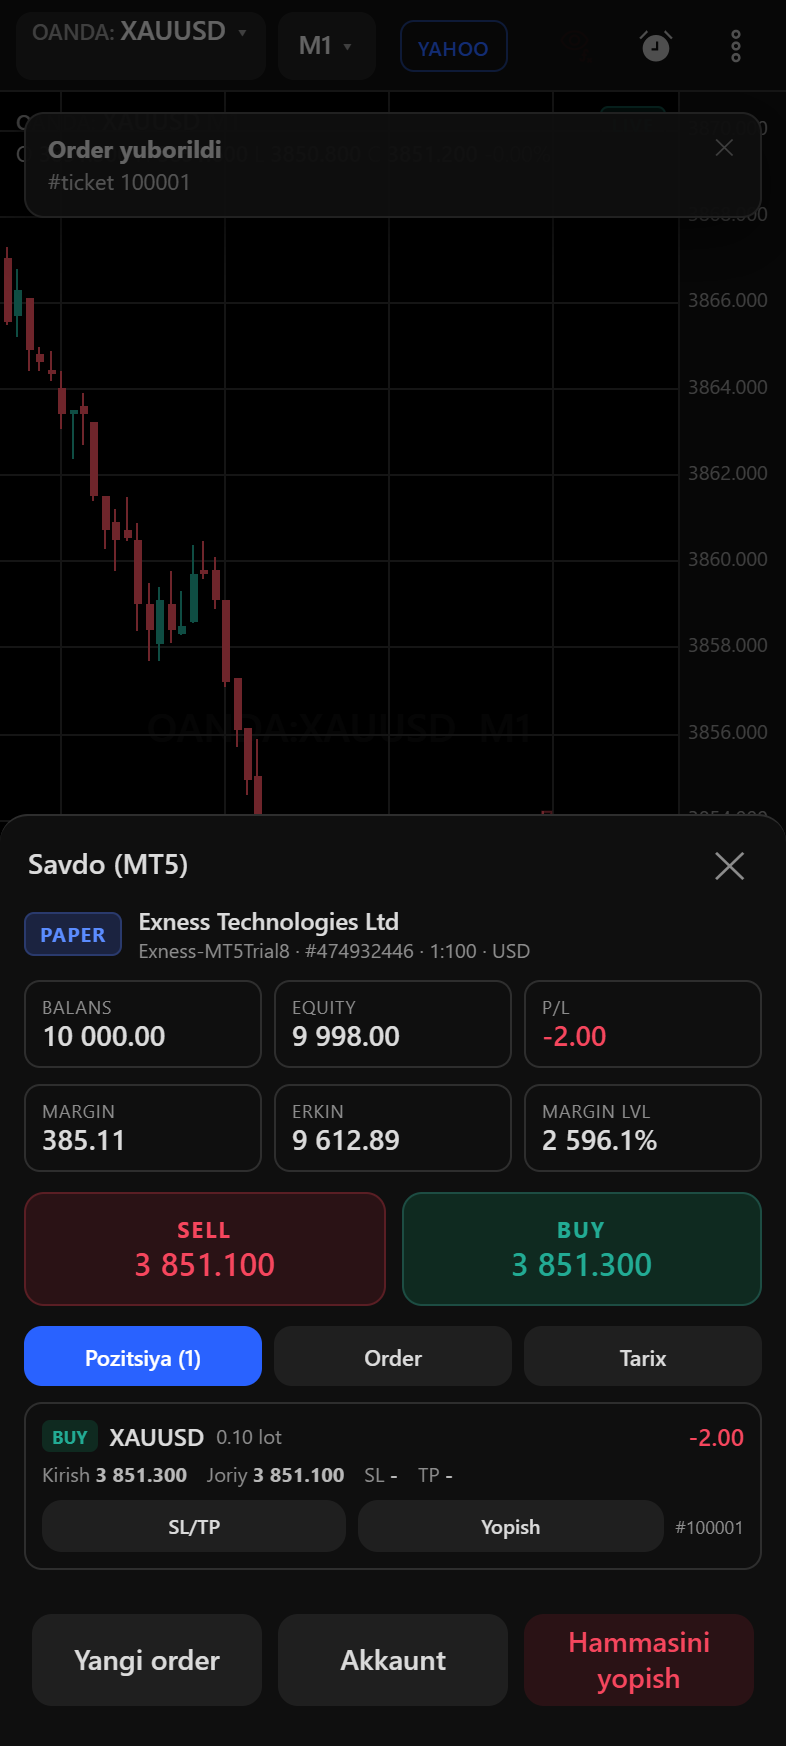 OANDA: XAUUSD ▾
M1 ▾
YAHOO
Order yuborildi
#ticket 100001
3866.000
3864.000
3862.000
3860.000
3858.000
3856.000
OANDA:XAUUSD M1
Savdo (MT5)
PAPER
Exness Technologies Ltd
Exness-MT5Trial8 · #474932446 · 1:100 · USD
BALANS
10 000.00
EQUITY
9 998.00
P/L
-2.00
MARGIN
385.11
ERKIN
9 612.89
MARGIN LVL
2 596.1%
SELL
3 851.100
BUY
3 851.300
Pozitsiya (1)
Order
Tarix
BUY XAUUSD 0.10 lot -2.00
Kirish 3 851.300 Joriy 3 851.100 SL - TP -
SL/TP
Yopish
#100001
Yangi order
Akkaunt
Hammasini
yopish